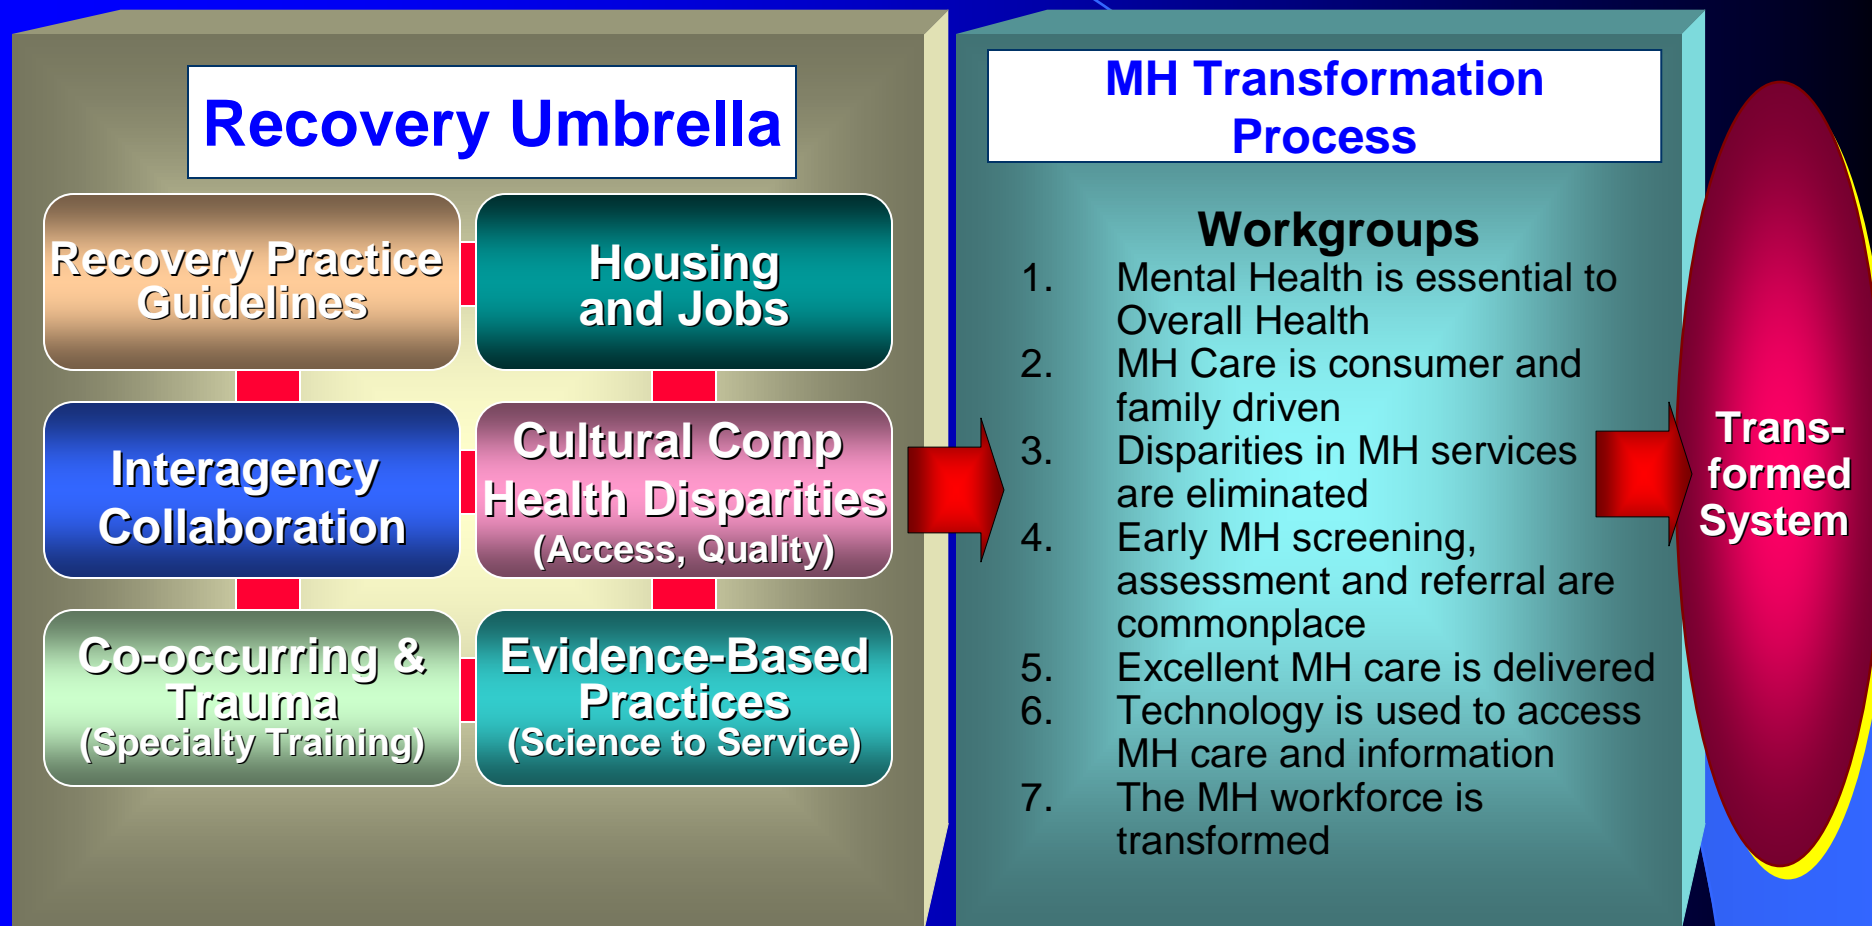 Recovery Umbrella
Recovery Practice
Guidelines
Housing
and Jobs
Interagency
Collaboration
Cultural Comp
Health Disparities
(Access, Quality)
Co-occurring &
Trauma
(Specialty Training)
Evidence-Based
Practices
(Science to Service)
MH Transformation
Process
Workgroups
1. Mental Health is essential to
Overall Health
2. MH Care is consumer and
family driven
3. Disparities in MH services
are eliminated
4. Early MH screening,
assessment and referral are
commonplace
5. Excellent MH care is delivered
6. Technology is used to access
MH care and information
7. The MH workforce is
transformed
Trans-
formed
System